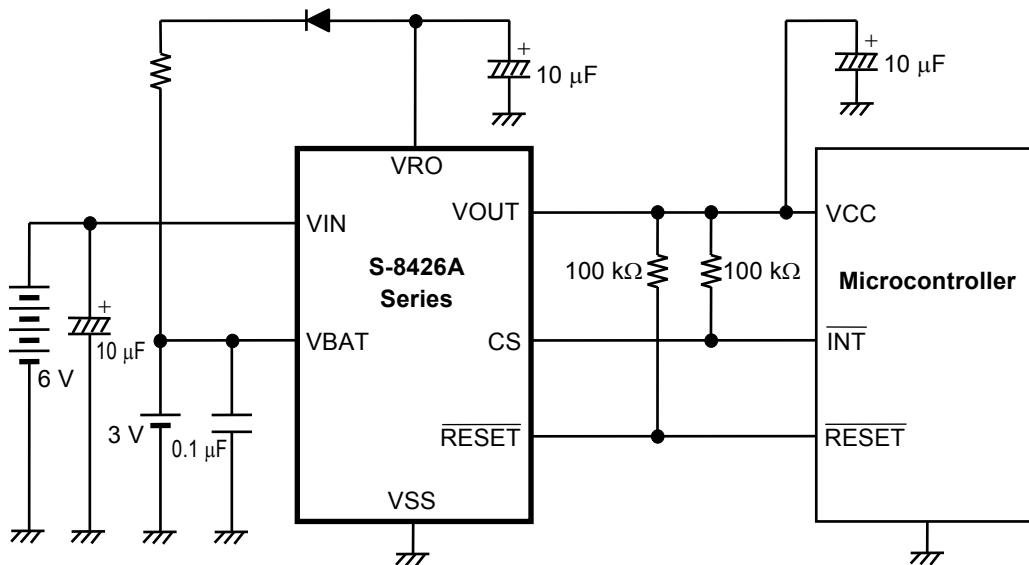 +
10 μF
+
10 μF
VRO
VIN
VOUT
VCC
S-8426A
Series
100 kΩ
100 kΩ
Microcontroller
+
10 μF
VBAT
CS
INT
6 V
3 V
0.1 μF
RESET
RESET
VSS